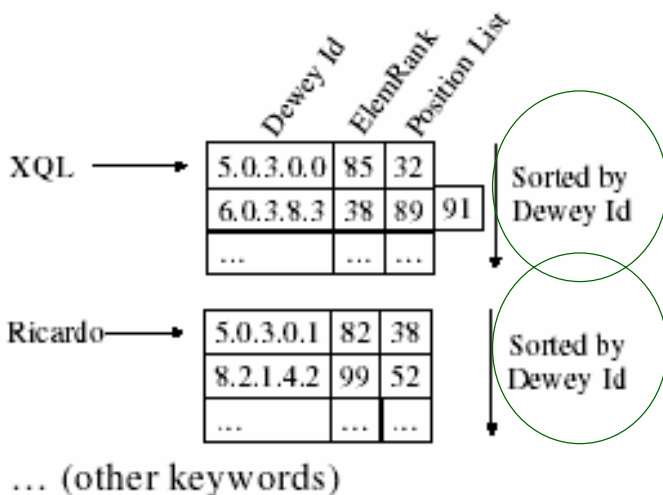 Dewey Id ElemRank Position List
XQL 5.0.3.0.0 85 32
6.0.3.8.3 38 89 91
... ... ...
Sorted by
Dewey Id
Ricardo 5.0.3.0.1 82 38
8.2.1.4.2 99 52
... ... ...
Sorted by
Dewey Id
... (other keywords)